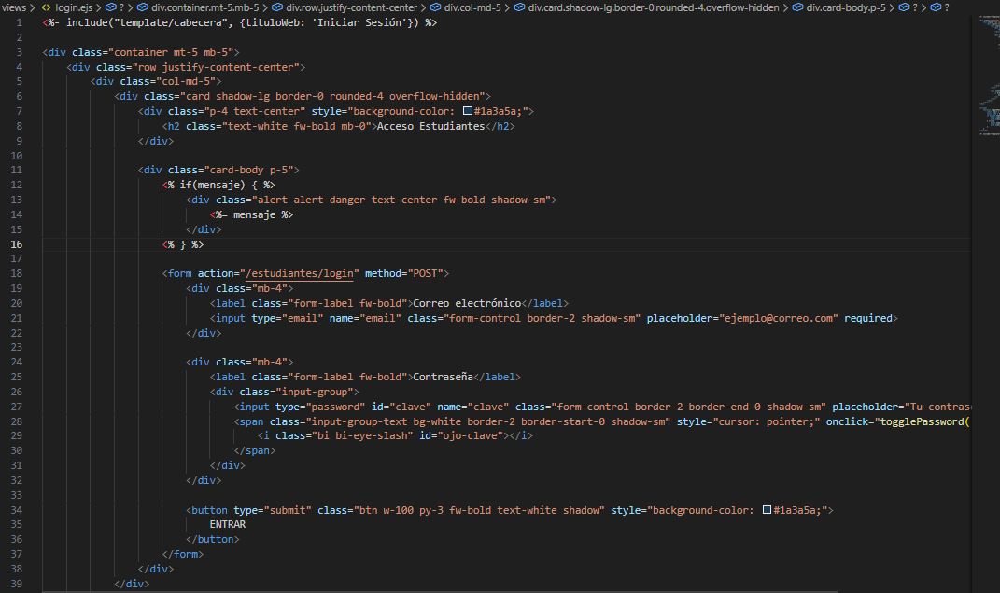 views > <> login.ejs > ? > div.container.mt-5.mb-5 > div.row.justify-content-center > div.col-md-5 > div.card.shadow-lg.border-0.rounded-4.overflow-hidden > div.card-body.p-5 > ? > ?
1 <%- include("template/cabecera", {tituloWeb: 'Iniciar Sesión'}) %>
2
3 <div class="container mt-5 mb-5">
4 <div class="row justify-content-center">
5 <div class="col-md-5">
6 <div class="card shadow-lg border-0 rounded-4 overflow-hidden">
7 <div class="p-4 text-center" style="background-color: #1a3a5a;">
8 <h2 class="text-white fw-bold mb-0">Acceso Estudiantes</h2>
9 </div>
10
11 <div class="card-body p-5">
12 <% if(mensaje) { %>
13 <div class="alert alert-danger text-center fw-bold shadow-sm">
14 <%= mensaje %>
15 </div>
16 <% } %>
17
18 <form action="/estudiantes/login" method="POST">
19 <div class="mb-4">
20 <label class="form-label fw-bold">Correo electrónico</label>
21 <input type="email" name="email" class="form-control border-2 shadow-sm" placeholder="ejemplo@correo.com" required>
22 </div>
23
24 <div class="mb-4">
25 <label class="form-label fw-bold">Contraseña</label>
26 <div class="input-group">
27 <input type="password" id="clave" name="clave" class="form-control border-2 border-end-0 shadow-sm" placeholder="Tu contras
28 <span class="input-group-text bg-white border-2 border-start-0 shadow-sm" style="cursor: pointer;" onclick="togglePassword(
29 <i class="bi bi-eye-slash" id="ojo-clave"></i>
30 </span>
31 </div>
32 </div>
33
34 <button type="submit" class="btn w-100 py-3 fw-bold text-white shadow" style="background-color: #1a3a5a;">
35 ENTRAR
36 </button>
37 </form>
38 </div>
39 </div>